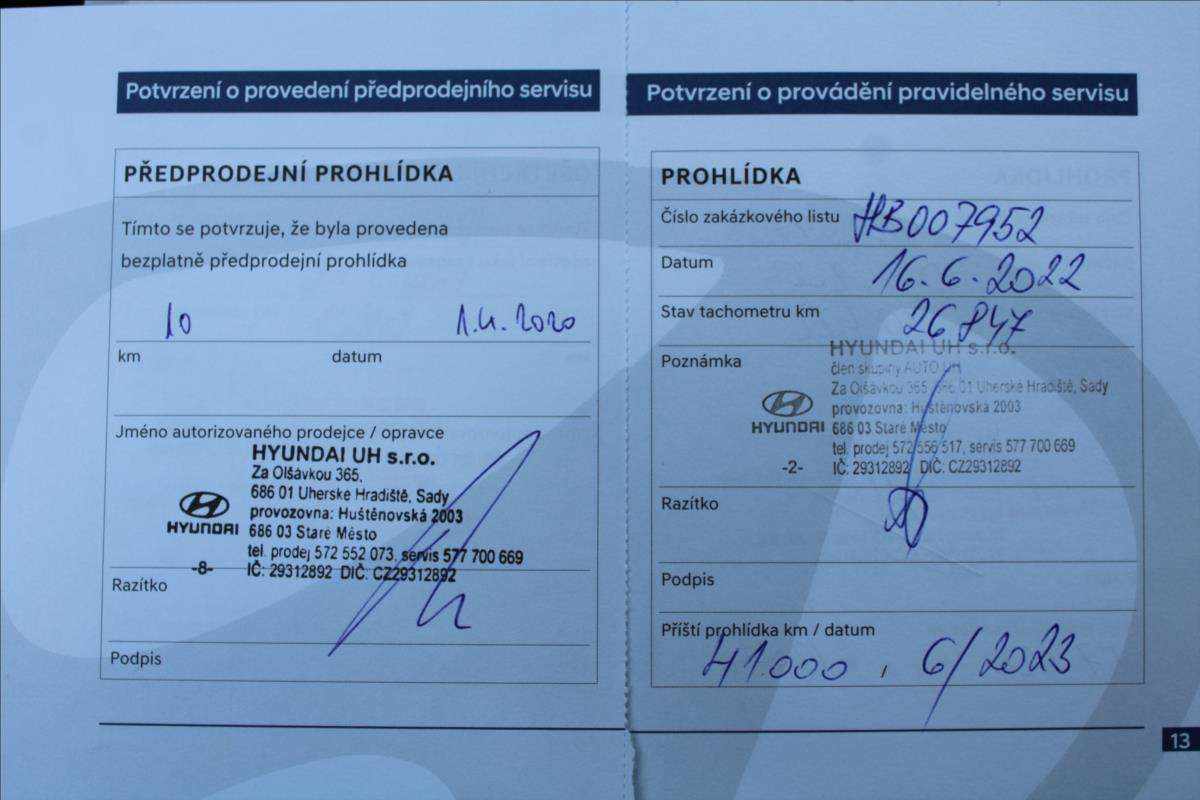 Potvrzení o provedení předprodejního servisu
PŘEDPRODEJNÍ PROHLÍDKA
Tímto se potvrzuje, že byla provedena
bezplatně předprodejní prohlídka
10 1.4.2020
km datum
Jméno autorizovaného prodejce / opravce
HYUNDAI UH s.r.o.
Za Olšávkou 365,
686 01 Uherské Hradiště, Sady
provozovna: Huštěnovská 2003
HYUNDAI 686 03 Staré Město
tel. prodej 572 552 073, servis 577 700 669
-8- IČ: 29312892 DIČ: CZ29312892
Razítko
Podpis
Potvrzení o provádění pravidelného servisu
PROHLÍDKA
Číslo zakázkového listu HB007952
Datum 16.6.2022
Stav tachometru km 26847
HYUNDAI UH s.r.o.
Poznámka
člen skupiny AUTO UH
Za Olšávkou 365, 686 01 Uherské Hradiště, Sady
provozovna: Huštěnovská 2003
HYUNDAI 686 03 Staré Město
tel. prodej 572 556 517, servis 577 700 669
-2- IČ: 29312892 DIČ: CZ29312892
Razítko
Podpis
Příští prohlídka km / datum
41.000, 6/2023
13